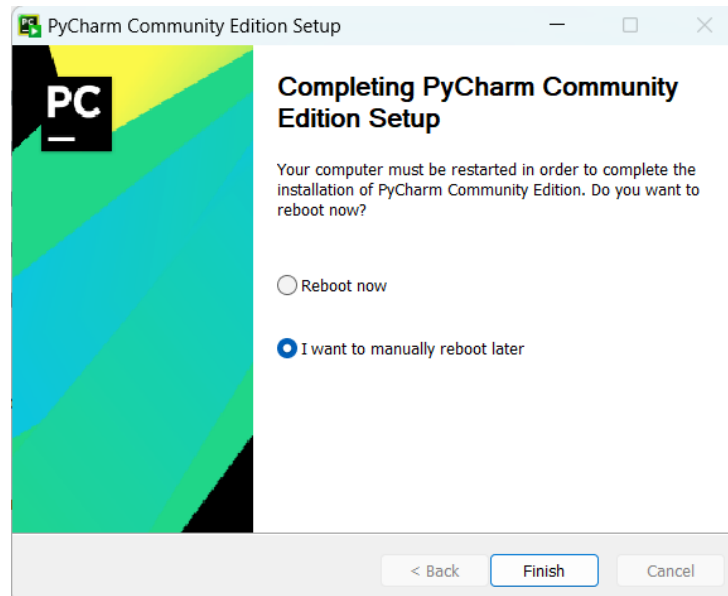 PyCharm Community Edition Setup
PC
Completing PyCharm Community
Edition Setup
Your computer must be restarted in order to complete the
installation of PyCharm Community Edition. Do you want to
reboot now?
Reboot now
I want to manually reboot later
< Back
Finish
Cancel